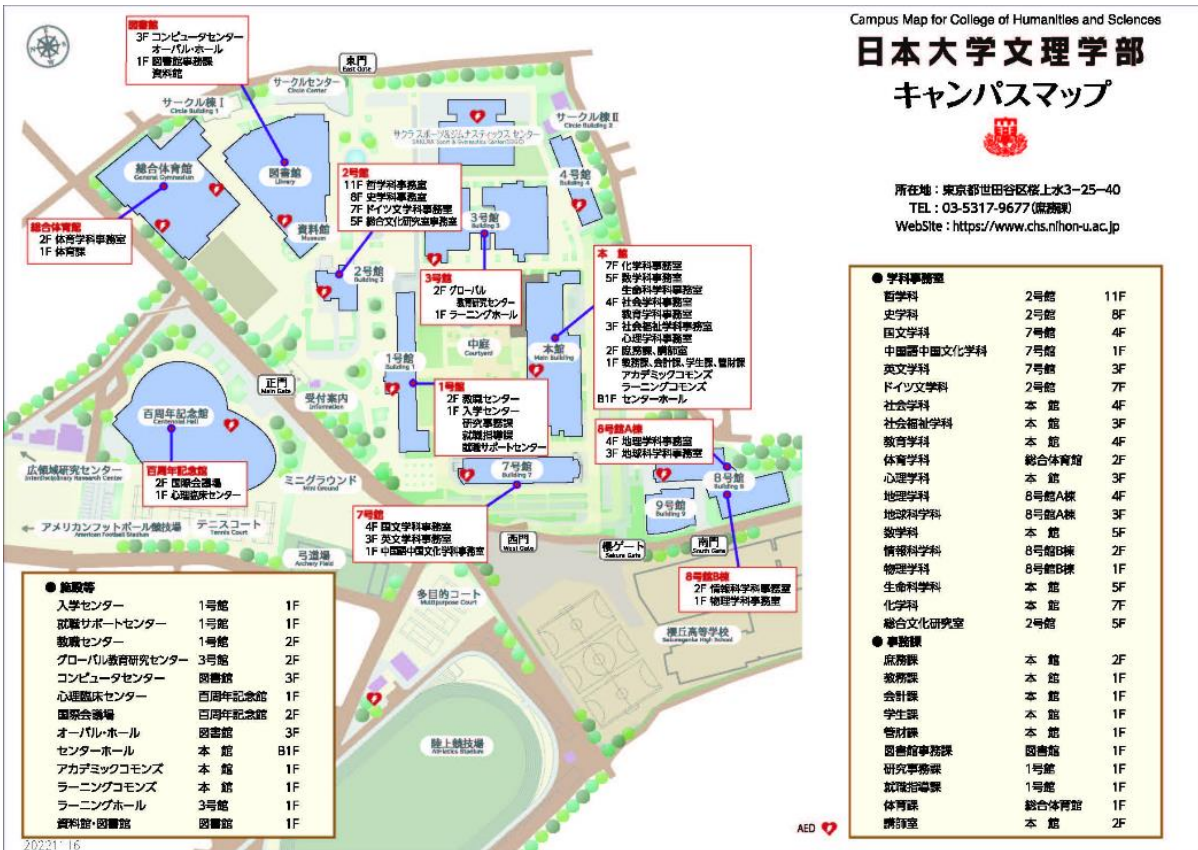 Campus Map for College of Humanities and Sciences
日本大学文理学部
キャンパスマップ
所在地：東京都世田谷区桜上水3-25-40
TEL：03-5317-9677(庶務課)
WebSite：https://www.chs.nihon-u.ac.jp
図書館
3F コンピュータセンター
オーバル・ホール
1F 図書館事務課
資料館
東門
East Gate
サークルセンター
Circle Center
サークル棟Ⅰ
Circle Building 1
サクラ スポーツ&ジムナスティックス センター
サークル棟Ⅱ
Circle Building 2
総合体育館
General Gymnasium
図書館
Library
4号館
Building 4
2号館
11F 哲学科事務室
8F 史学科事務室
7F ドイツ文学科事務室
5F 総合文化研究室事務室
3号館
Building 3
総合体育館
2F 体育学科事務室
1F 体育課
資料館
Museum
2号館
Building 2
3号館
2F グローバル
教育研究センター
1F ラーニングホール
本 館
7F 化学科事務室
5F 数学科事務室
生命科学科事務室
4F 社会学科事務室
教育学科事務室
3F 社会福祉学科事務室
心理学科事務室
2F 庶務課、講師室
1F 教務課、会計課、学生課、管財課
アカデミックコモンズ
ラーニングコモンズ
B1F センターホール
1号館
Building 1
中庭
Courtyard
本館
Main Building
正門
Main Gate
受付案内
Information
1号館
2F 教職センター
1F 入学センター
研究事務課
就職指導課
就職サポートセンター
百周年記念館
Centennial Hall
8号館A棟
4F 地理学科事務室
3F 地球科学科事務室
広領域研究センター
Interdisciplinary Research Center
百周年記念館
2F 国際会議場
1F 心理臨床センター
ミニグラウンド
Mini Ground
7号館
Building 7
8号館
Building 8
9号館
Building 9
アメリカンフットボール競技場
American Football Stadium
テニスコート
Tennis Court
7号館
4F 国文学科事務室
3F 英文学科事務室
1F 中国語中国文化学科事務室
西門
West Gate
櫻ゲート
Sakura Gate
南門
South Gate
弓道場
Archery Field
8号館B棟
2F 情報科学科事務室
1F 物理学科事務室
多目的コート
Multipurpose Court
櫻丘高等学校
Sakuragaoka High School
陸上競技場
Athletics Stadium
● 施設等
入学センター 1号館 1F
就職サポートセンター 1号館 1F
教職センター 1号館 2F
グローバル教育研究センター 3号館 2F
コンピュータセンター 図書館 3F
心理臨床センター 百周年記念館 1F
国際会議場 百周年記念館 2F
オーバル・ホール 図書館 3F
センターホール 本 館 B1F
アカデミックコモンズ 本 館 1F
ラーニングコモンズ 本 館 1F
ラーニングホール 3号館 1F
資料館・図書館 図書館 1F
20221116
AED
● 学科事務室
哲学科 2号館 11F
史学科 2号館 8F
国文学科 7号館 4F
中国語中国文化学科 7号館 1F
英文学科 7号館 3F
ドイツ文学科 2号館 7F
社会学科 本 館 4F
社会福祉学科 本 館 3F
教育学科 本 館 4F
体育学科 総合体育館 2F
心理学科 本 館 3F
地理学科 8号館A棟 4F
地球科学科 8号館A棟 3F
数学科 本 館 5F
情報科学科 8号館B棟 2F
物理学科 8号館B棟 1F
生命科学科 本 館 5F
化学科 本 館 7F
総合文化研究室 2号館 5F
● 事務課
庶務課 本 館 2F
教務課 本 館 1F
会計課 本 館 1F
学生課 本 館 1F
管財課 本 館 1F
図書館事務課 図書館 1F
研究事務課 1号館 1F
就職指導課 1号館 1F
体育課 総合体育館 1F
講師室 本 館 2F